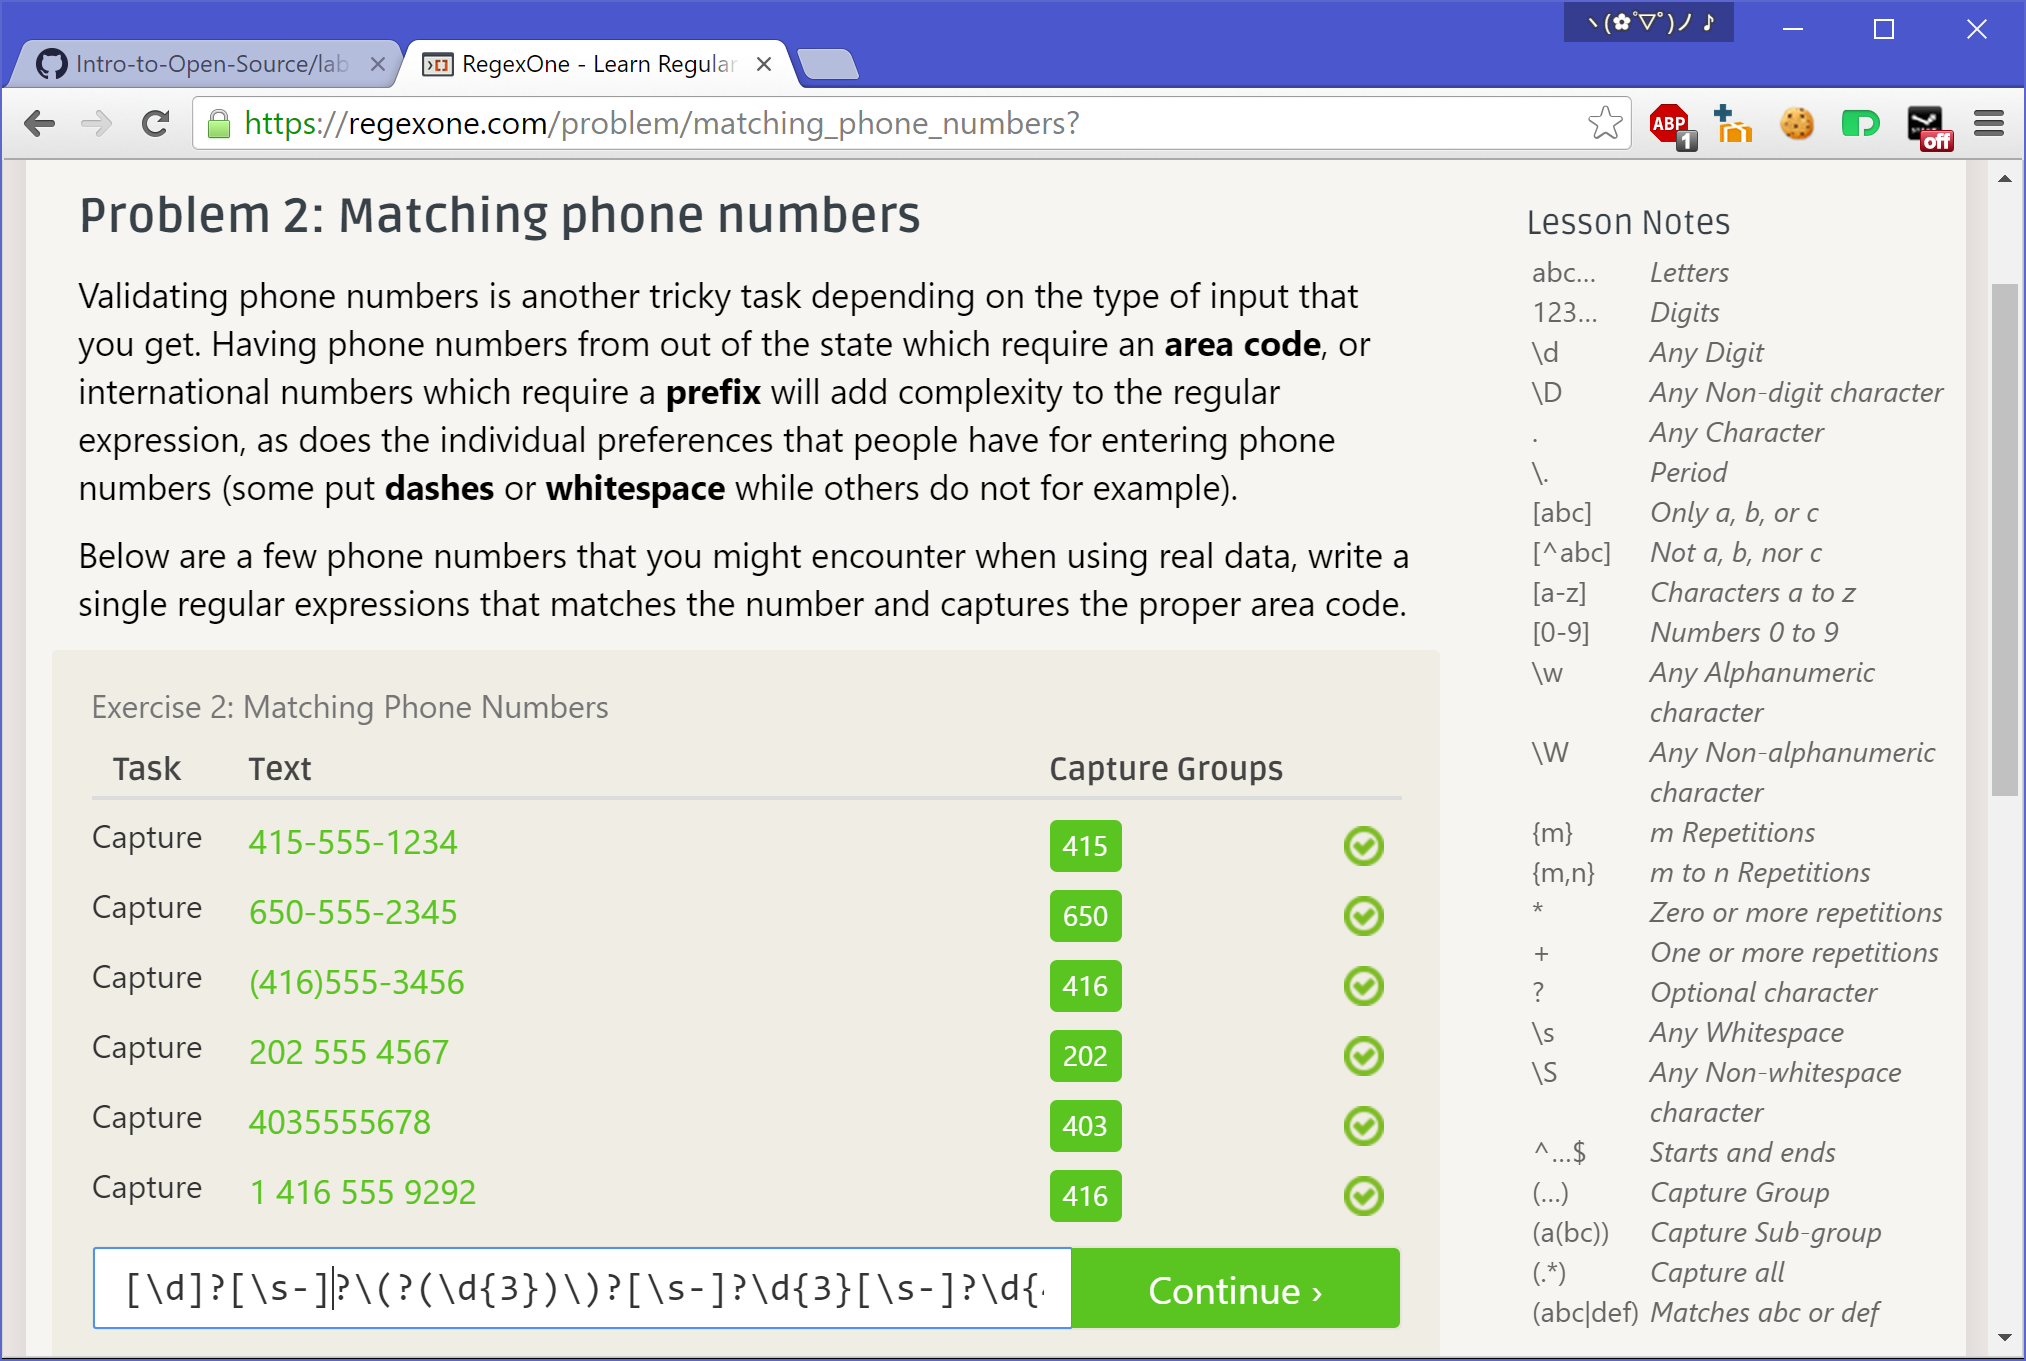 ヽ(✿ﾟ▽ﾟ)ノ ♪
Intro-to-Open-Source/lab
RegexOne - Learn Regular
https://regexone.com/problem/matching_phone_numbers?
ABP 1
off
Problem 2: Matching phone numbers
Validating phone numbers is another tricky task depending on the type of input that
you get. Having phone numbers from out of the state which require an area code, or
international numbers which require a prefix will add complexity to the regular
expression, as does the individual preferences that people have for entering phone
numbers (some put dashes or whitespace while others do not for example).
Below are a few phone numbers that you might encounter when using real data, write a
single regular expressions that matches the number and captures the proper area code.
Exercise 2: Matching Phone Numbers
Task Text Capture Groups
Capture 415-555-1234 415
Capture 650-555-2345 650
Capture (416)555-3456 416
Capture 202 555 4567 202
Capture 4035555678 403
Capture 1 416 555 9292 416
[\d]?[\s-]?\(?(\d{3})\)?[\s-]?\d{3}[\s-]?\d{
Continue ›
Lesson Notes
abc... Letters
123... Digits
\d Any Digit
\D Any Non-digit character
. Any Character
\. Period
[abc] Only a, b, or c
[^abc] Not a, b, nor c
[a-z] Characters a to z
[0-9] Numbers 0 to 9
\w Any Alphanumeric
character
\W Any Non-alphanumeric
character
{m} m Repetitions
{m,n} m to n Repetitions
* Zero or more repetitions
+ One or more repetitions
? Optional character
\s Any Whitespace
\S Any Non-whitespace
character
^...$ Starts and ends
(...) Capture Group
(a(bc)) Capture Sub-group
(.*) Capture all
(abc|def) Matches abc or def